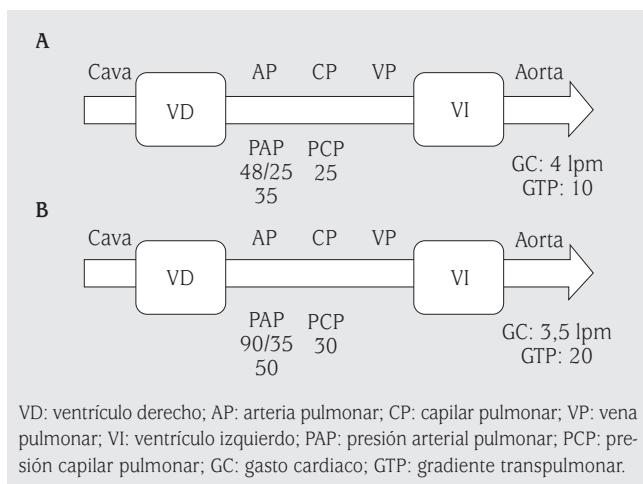 A
Cava AP CP VP Aorta
VD VI
PAP PCP
48/25 25
35
GC: 4 lpm
GTP: 10
B
Cava AP CP VP Aorta
VD VI
PAP PCP
90/35 30
50
GC: 3,5 lpm
GTP: 20
VD: ventrículo derecho; AP: arteria pulmonar; CP: capilar pulmonar; VP: vena
pulmonar; VI: ventrículo izquierdo; PAP: presión arterial pulmonar; PCP: pre-
sión capilar pulmonar; GC: gasto cardiaco; GTP: gradiente transpulmonar.